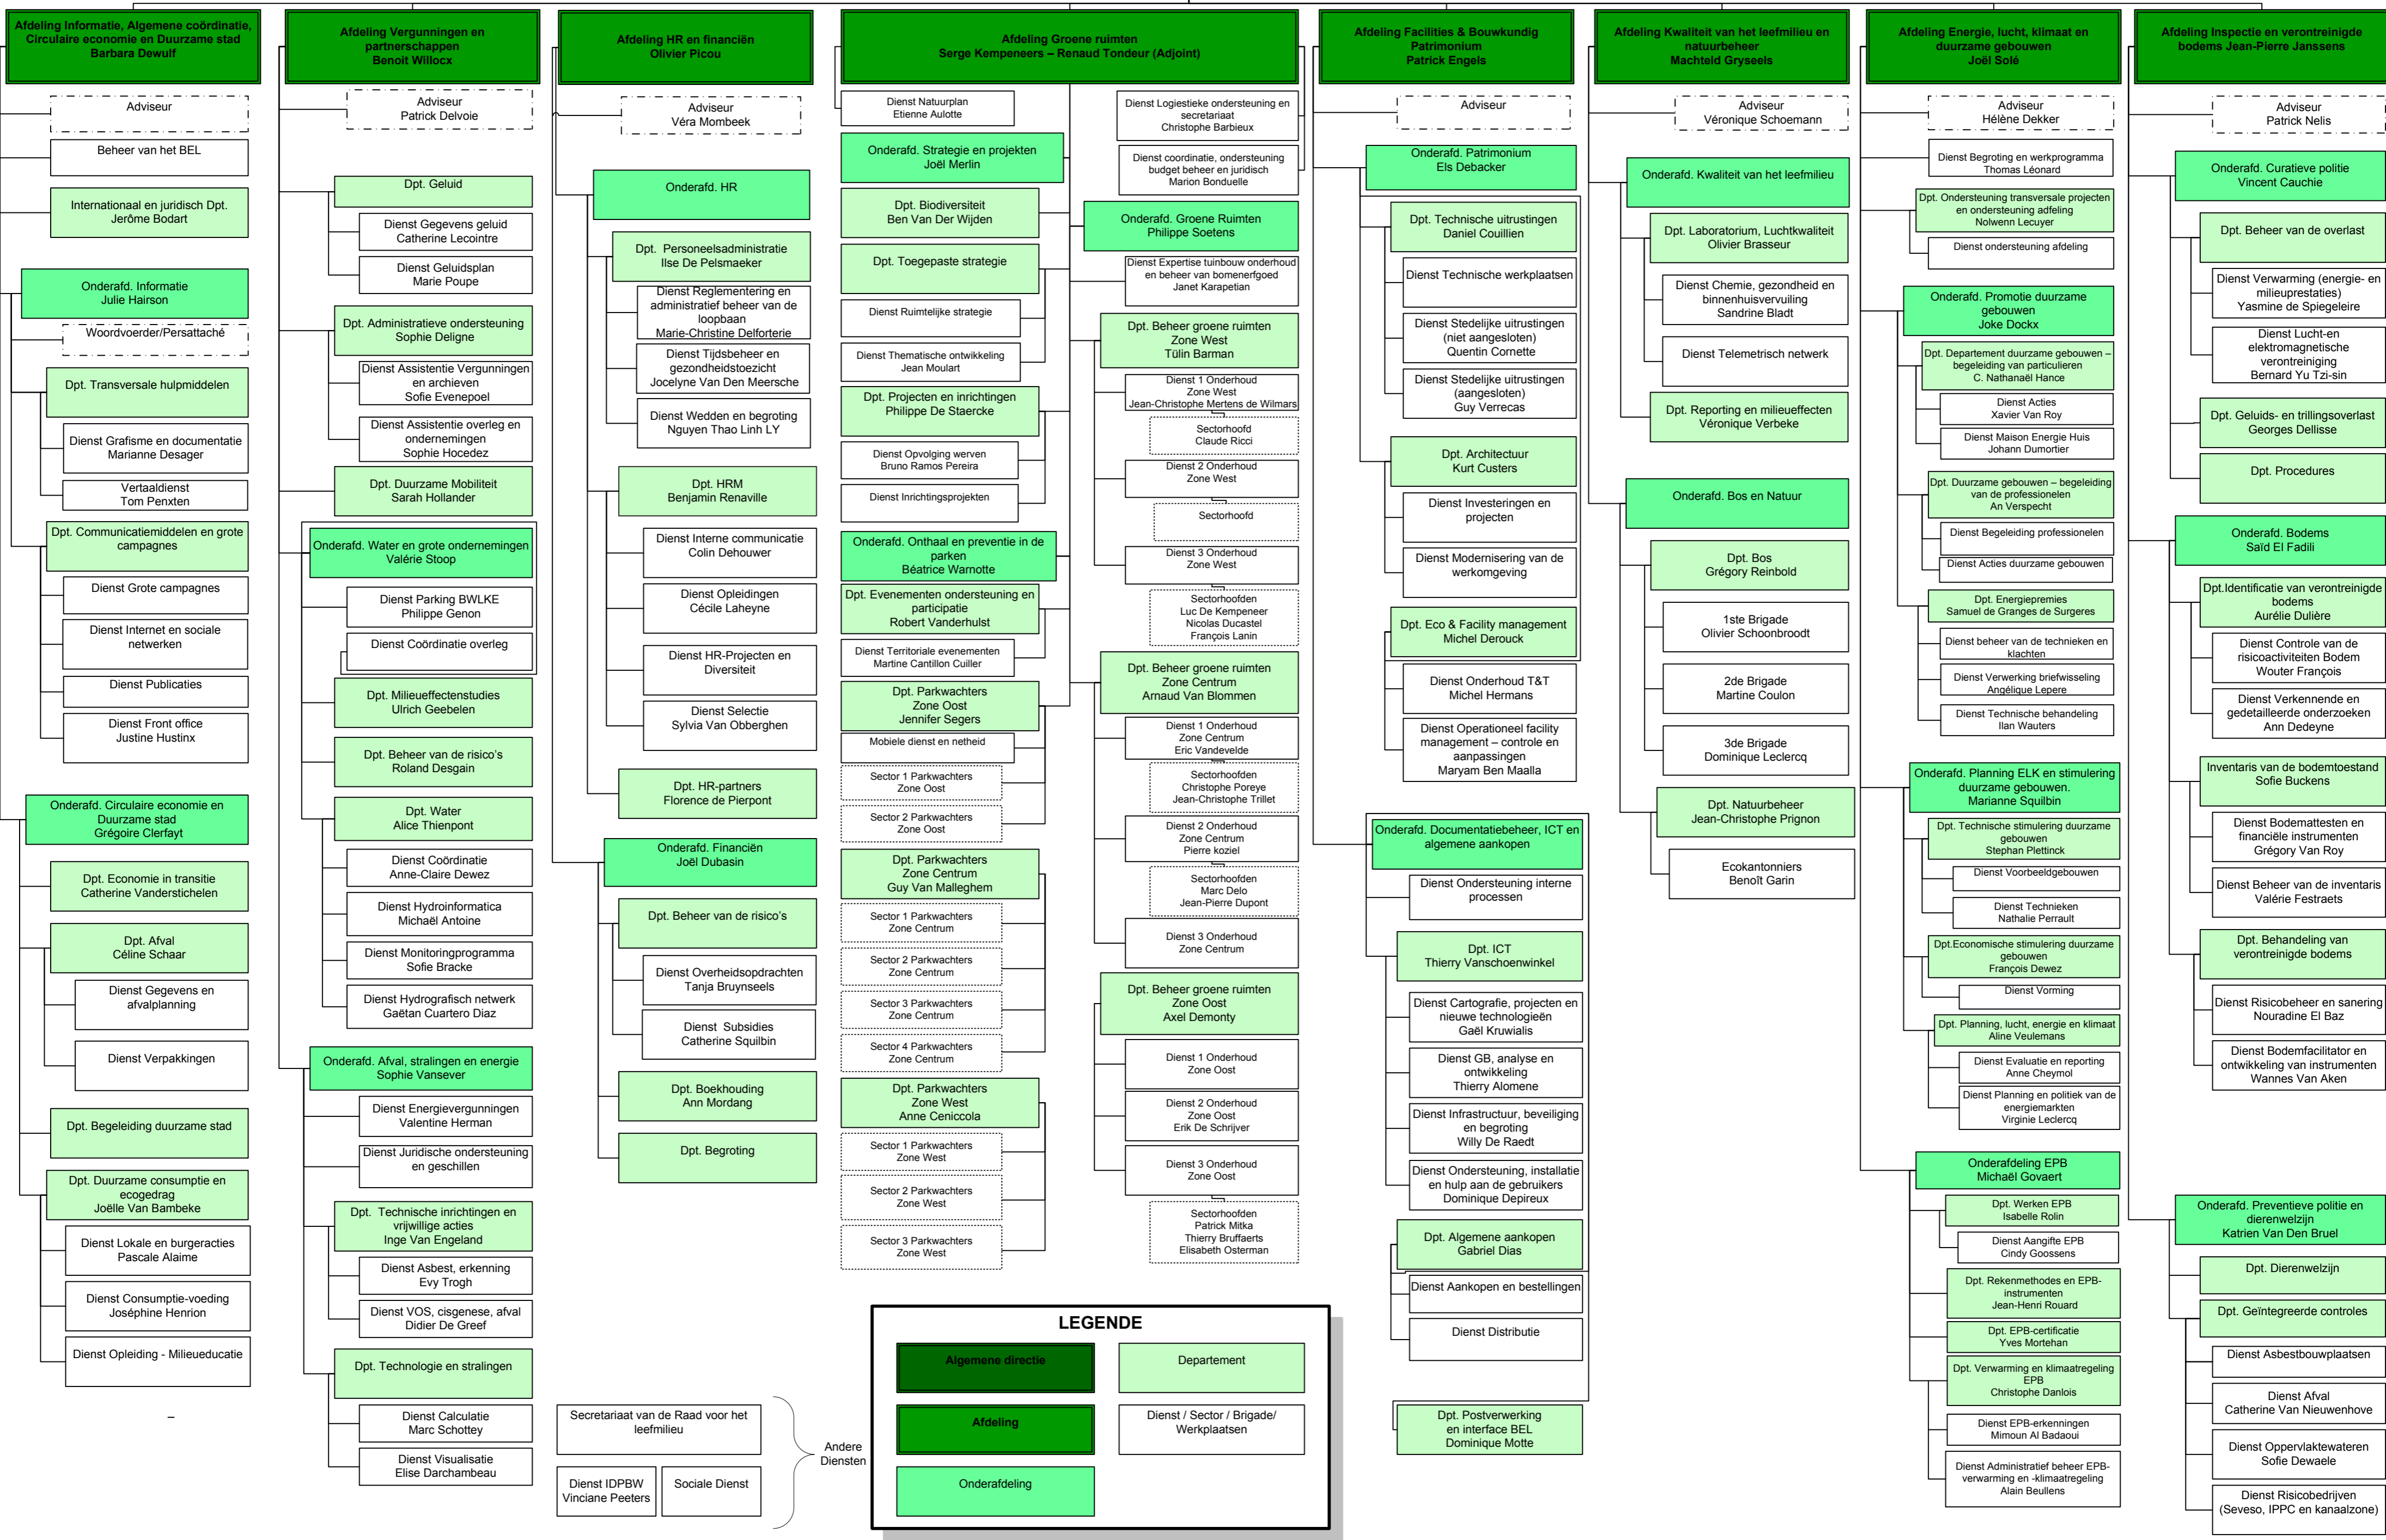 Afdeling Informatie, Algemene coördinatie,
Circulaire economie en Duurzame stad
Barbara Dewulf
Adviseur
Beheer van het BEL
Internationaal en juridisch Dpt.
Jerôme Bodart
Onderafd. Informatie
Julie Hairson
Woordvoerder/Persattaché
Dpt. Transversale hulpmiddelen
Dienst Grafisme en documentatie
Marianne Desager
Vertaaldienst
Tom Penxten
Dpt. Communicatiemiddelen en grote
campagnes
Dienst Grote campagnes
Dienst Internet en sociale
netwerken
Dienst Publicaties
Dienst Front office
Justine Hustinx
Onderafd. Circulaire economie en
Duurzame stad
Grégoire Clerfayt
Dpt. Economie in transitie
Catherine Vanderstichelen
Dpt. Afval
Céline Schaar
Dienst Gegevens en
afvalplanning
Dienst Verpakkingen
Dpt. Begeleiding duurzame stad
Dpt. Duurzame consumptie en
ecogedrag
Joëlle Van Bambeke
Dienst Lokale en burgeracties
Pascale Alaime
Dienst Consumptie-voeding
Joséphine Henrion
Dienst Opleiding - Milieueducatie
–
Afdeling Vergunningen en
partnerschappen
Benoit Willocx
Adviseur
Patrick Delvoie
Dpt. Geluid
Dienst Gegevens geluid
Catherine Lecointre
Dienst Geluidsplan
Marie Poupe
Dpt. Administratieve ondersteuning
Sophie Deligne
Dienst Assistentie Vergunningen
en archieven
Sofie Evenepoel
Dienst Assistentie overleg en
ondernemingen
Sophie Hocedez
Dpt. Duurzame Mobiliteit
Sarah Hollander
Onderafd. Water en grote ondernemingen
Valérie Stoop
Dienst Parking BWLKE
Philippe Genon
Dienst Coördinatie overleg
Dpt. Milieueffectenstudies
Ulrich Geebelen
Dpt. Beheer van de risico's
Roland Desgain
Dpt. Water
Alice Thienpont
Dienst Coördinatie
Anne-Claire Dewez
Dienst Hydroinformatica
Michaël Antoine
Dienst Monitoringprogramma
Sofie Bracke
Dienst Hydrografisch netwerk
Gaëtan Cuartero Diaz
Onderafd. Afval, stralingen en energie
Sophie Vansever
Dienst Energievergunningen
Valentine Herman
Dienst Juridische ondersteuning
en geschillen
Dpt. Technische inrichtingen en
vrijwillige acties
Inge Van Engeland
Dienst Asbest, erkenning
Evy Trogh
Dienst VOS, cisgenese, afval
Didier De Greef
Dpt. Technologie en stralingen
Dienst Calculatie
Marc Schottey
Dienst Visualisatie
Elise Darchambeau
Afdeling HR en financiën
Olivier Picou
Adviseur
Véra Mombeek
Onderafd. HR
Dpt. Personeelsadministratie
Ilse De Pelsmaeker
Dienst Reglementering en
administratief beheer van de
loopbaan
Marie-Christine Delforterie
Dienst Tijdsbeheer en
gezondheidstoezicht
Jocelyne Van Den Meersche
Dienst Wedden en begroting
Nguyen Thao Linh LY
Dpt. HRM
Benjamin Renaville
Dienst Interne communicatie
Colin Dehouwer
Dienst Opleidingen
Cécile Laheyne
Dienst HR-Projecten en
Diversiteit
Dienst Selectie
Sylvia Van Obberghen
Dpt. HR-partners
Florence de Pierpont
Onderafd. Financiën
Joël Dubasin
Dpt. Beheer van de risico's
Dienst Overheidsopdrachten
Tanja Bruynseels
Dienst Subsidies
Catherine Squilbin
Dpt. Boekhouding
Ann Mordang
Dpt. Begroting
Secretariaat van de Raad voor het
leefmilieu
Dienst IDPBW
Vinciane Peeters
Sociale Dienst
Andere
Diensten
Afdeling Groene ruimten
Serge Kempeneers – Renaud Tondeur (Adjoint)
Dienst Natuurplan
Etienne Aulotte
Onderafd. Strategie en projekten
Joël Merlin
Dpt. Biodiversiteit
Ben Van Der Wijden
Dpt. Toegepaste strategie
Dienst Ruimtelijke strategie
Dienst Thematische ontwikkeling
Jean Moulart
Dpt. Projecten en inrichtingen
Philippe De Staercke
Dienst Opvolging werven
Bruno Ramos Pereira
Dienst Inrichtingsprojekten
Onderafd. Onthaal en preventie in de
parken
Béatrice Warnotte
Dpt. Evenementen ondersteuning en
participatie
Robert Vanderhulst
Dienst Territoriale evenementen
Martine Cantillon Cuiller
Dpt. Parkwachters
Zone Oost
Jennifer Segers
Mobiele dienst en netheid
Sector 1 Parkwachters
Zone Oost
Sector 2 Parkwachters
Zone Oost
Dpt. Parkwachters
Zone Centrum
Guy Van Malleghem
Sector 1 Parkwachters
Zone Centrum
Sector 2 Parkwachters
Zone Centrum
Sector 3 Parkwachters
Zone Centrum
Sector 4 Parkwachters
Zone Centrum
Dpt. Parkwachters
Zone West
Anne Ceniccola
Sector 1 Parkwachters
Zone West
Sector 2 Parkwachters
Zone West
Sector 3 Parkwachters
Zone West
Dienst Logiestieke ondersteuning en
secretariaat
Christophe Barbieux
Dienst coordinatie, ondersteuning
budget beheer en juridisch
Marion Bonduelle
Onderafd. Groene Ruimten
Philippe Soetens
Dienst Expertise tuinbouw onderhoud
en beheer van bomenerfgoed
Janet Karapetian
Dpt. Beheer groene ruimten
Zone West
Tülin Barman
Dienst 1 Onderhoud
Zone West
Jean-Christophe Mertens de Wilmars
Sectorhoofd
Claude Ricci
Dienst 2 Onderhoud
Zone West
Sectorhoofd
Dienst 3 Onderhoud
Zone West
Sectorhoofden
Luc De Kempeneer
Nicolas Ducastel
François Lanin
Dpt. Beheer groene ruimten
Zone Centrum
Arnaud Van Blommen
Dienst 1 Onderhoud
Zone Centrum
Eric Vandevelde
Sectorhoofden
Christophe Poreye
Jean-Christophe Trillet
Dienst 2 Onderhoud
Zone Centrum
Pierre koziel
Sectorhoofden
Marc Delo
Jean-Pierre Dupont
Dienst 3 Onderhoud
Zone Centrum
Dpt. Beheer groene ruimten
Zone Oost
Axel Demonty
Dienst 1 Onderhoud
Zone Oost
Dienst 2 Onderhoud
Zone Oost
Erik De Schrijver
Dienst 3 Onderhoud
Zone Oost
Sectorhoofden
Patrick Mitka
Thierry Bruffaerts
Elisabeth Osterman
LEGENDE
Algemene directie
Departement
Afdeling
Dienst / Sector / Brigade/
Werkplaatsen
Onderafdeling
Afdeling Facilities & Bouwkundig
Patrimonium
Patrick Engels
Adviseur
Onderafd. Patrimonium
Els Debacker
Dpt. Technische uitrustingen
Daniel Couillien
Dienst Technische werkplaatsen
Dienst Stedelijke uitrustingen
(niet aangesloten)
Quentin Cornette
Dienst Stedelijke uitrustingen
(aangesloten)
Guy Verrecas
Dpt. Architectuur
Kurt Custers
Dienst Investeringen en
projecten
Dienst Modernisering van de
werkomgeving
Dpt. Eco & Facility management
Michel Derouck
Dienst Onderhoud T&T
Michel Hermans
Dienst Operationeel facility
management – controle en
aanpassingen
Maryam Ben Maalla
Onderafd. Documentatiebeheer, ICT en
algemene aankopen
Dienst Ondersteuning interne
processen
Dpt. ICT
Thierry Vanschoenwinkel
Dienst Cartografie, projecten en
nieuwe technologieën
Gaël Kruwialis
Dienst GB, analyse en
ontwikkeling
Thierry Alomene
Dienst Infrastructuur, beveiliging
en begroting
Willy De Raedt
Dienst Ondersteuning, installatie
en hulp aan de gebruikers
Dominique Depireux
Dpt. Algemene aankopen
Gabriel Dias
Dienst Aankopen en bestellingen
Dienst Distributie
Dpt. Postverwerking
en interface BEL
Dominique Motte
Afdeling Kwaliteit van het leefmilieu en
natuurbeheer
Machteld Gryseels
Adviseur
Véronique Schoemann
Onderafd. Kwaliteit van het leefmilieu
Dpt. Laboratorium, Luchtkwaliteit
Olivier Brasseur
Dienst Chemie, gezondheid en
binnenhuisvervuiling
Sandrine Bladt
Dienst Telemetrisch netwerk
Dpt. Reporting en milieueffecten
Véronique Verbeke
Onderafd. Bos en Natuur
Dpt. Bos
Grégory Reinbold
1ste Brigade
Olivier Schoonbroodt
2de Brigade
Martine Coulon
3de Brigade
Dominique Leclercq
Dpt. Natuurbeheer
Jean-Christophe Prignon
Ecokantonniers
Benoît Garin
Afdeling Energie, lucht, klimaat en
duurzame gebouwen
Joël Solé
Adviseur
Hélène Dekker
Dienst Begroting en werkprogramma
Thomas Léonard
Dpt. Ondersteuning transversale projecten
en ondersteuning adfeling
Nolwenn Lecuyer
Dienst ondersteuning afdeling
Onderafd. Promotie duurzame
gebouwen
Joke Dockx
Dpt. Departement duurzame gebouwen –
begeleiding van particulieren
C. Nathanaël Hance
Dienst Acties
Xavier Van Roy
Dienst Maison Energie Huis
Johann Dumortier
Dpt. Duurzame gebouwen – begeleiding
van de professionelen
An Verspecht
Dienst Begeleiding professionelen
Dienst Acties duurzame gebouwen
Dpt. Energiepremies
Samuel de Granges de Surgeres
Dienst beheer van de technieken en
klachten
Dienst Verwerking briefwisseling
Angélique Lepere
Dienst Technische behandeling
Ilan Wauters
Onderafd. Planning ELK en stimulering
duurzame gebouwen.
Marianne Squilbin
Dpt. Technische stimulering duurzame
gebouwen
Stephan Plettinck
Dienst Voorbeeldgebouwen
Dienst Technieken
Nathalie Perrault
Dpt.Economische stimulering duurzame
gebouwen
François Dewez
Dienst Vorming
Dpt. Planning, lucht, energie en klimaat
Aline Veulemans
Dienst Evaluatie en reporting
Anne Cheymol
Dienst Planning en politiek van de
energiemarkten
Virginie Leclercq
Onderafdeling EPB
Michaël Govaert
Dpt. Werken EPB
Isabelle Rolin
Dienst Aangifte EPB
Cindy Goossens
Dpt. Rekenmethodes en EPB-
instrumenten
Jean-Henri Rouard
Dpt. EPB-certificatie
Yves Mortehan
Dpt. Verwarming en klimaatregeling
EPB
Christophe Danlois
Dienst EPB-erkenningen
Mimoun Al Badaoui
Dienst Administratief beheer EPB-
verwarming en -klimaatregeling
Alain Beullens
Afdeling Inspectie en verontreinigde
bodems Jean-Pierre Janssens
Adviseur
Patrick Nelis
Onderafd. Curatieve politie
Vincent Cauchie
Dpt. Beheer van de overlast
Dienst Verwarming (energie- en
milieuprestaties)
Yasmine de Spiegeleire
Dienst Lucht-en
elektromagnetische
verontreiniging
Bernard Yu Tzi-sin
Dpt. Geluids- en trillingsoverlast
Georges Dellisse
Dpt. Procedures
Onderafd. Bodems
Saïd El Fadili
Dpt.Identificatie van verontreinigde
bodems
Aurélie Dulière
Dienst Controle van de
risicoactiviteiten Bodem
Wouter François
Dienst Verkennende en
gedetailleerde onderzoeken
Ann Dedeyne
Inventaris van de bodemtoestand
Sofie Buckens
Dienst Bodemattesten en
financiële instrumenten
Grégory Van Roy
Dienst Beheer van de inventaris
Valérie Festraets
Dpt. Behandeling van
verontreinigde bodems
Dienst Risicobeheer en sanering
Nouradine El Baz
Dienst Bodemfacilitator en
ontwikkeling van instrumenten
Wannes Van Aken
Onderafd. Preventieve politie en
dierenwelzijn
Katrien Van Den Bruel
Dpt. Dierenwelzijn
Dpt. Geïntegreerde controles
Dienst Asbestbouwplaatsen
Dienst Afval
Catherine Van Nieuwenhove
Dienst Oppervlaktewateren
Sofie Dewaele
Dienst Risicobedrijven
(Seveso, IPPC en kanaalzone)